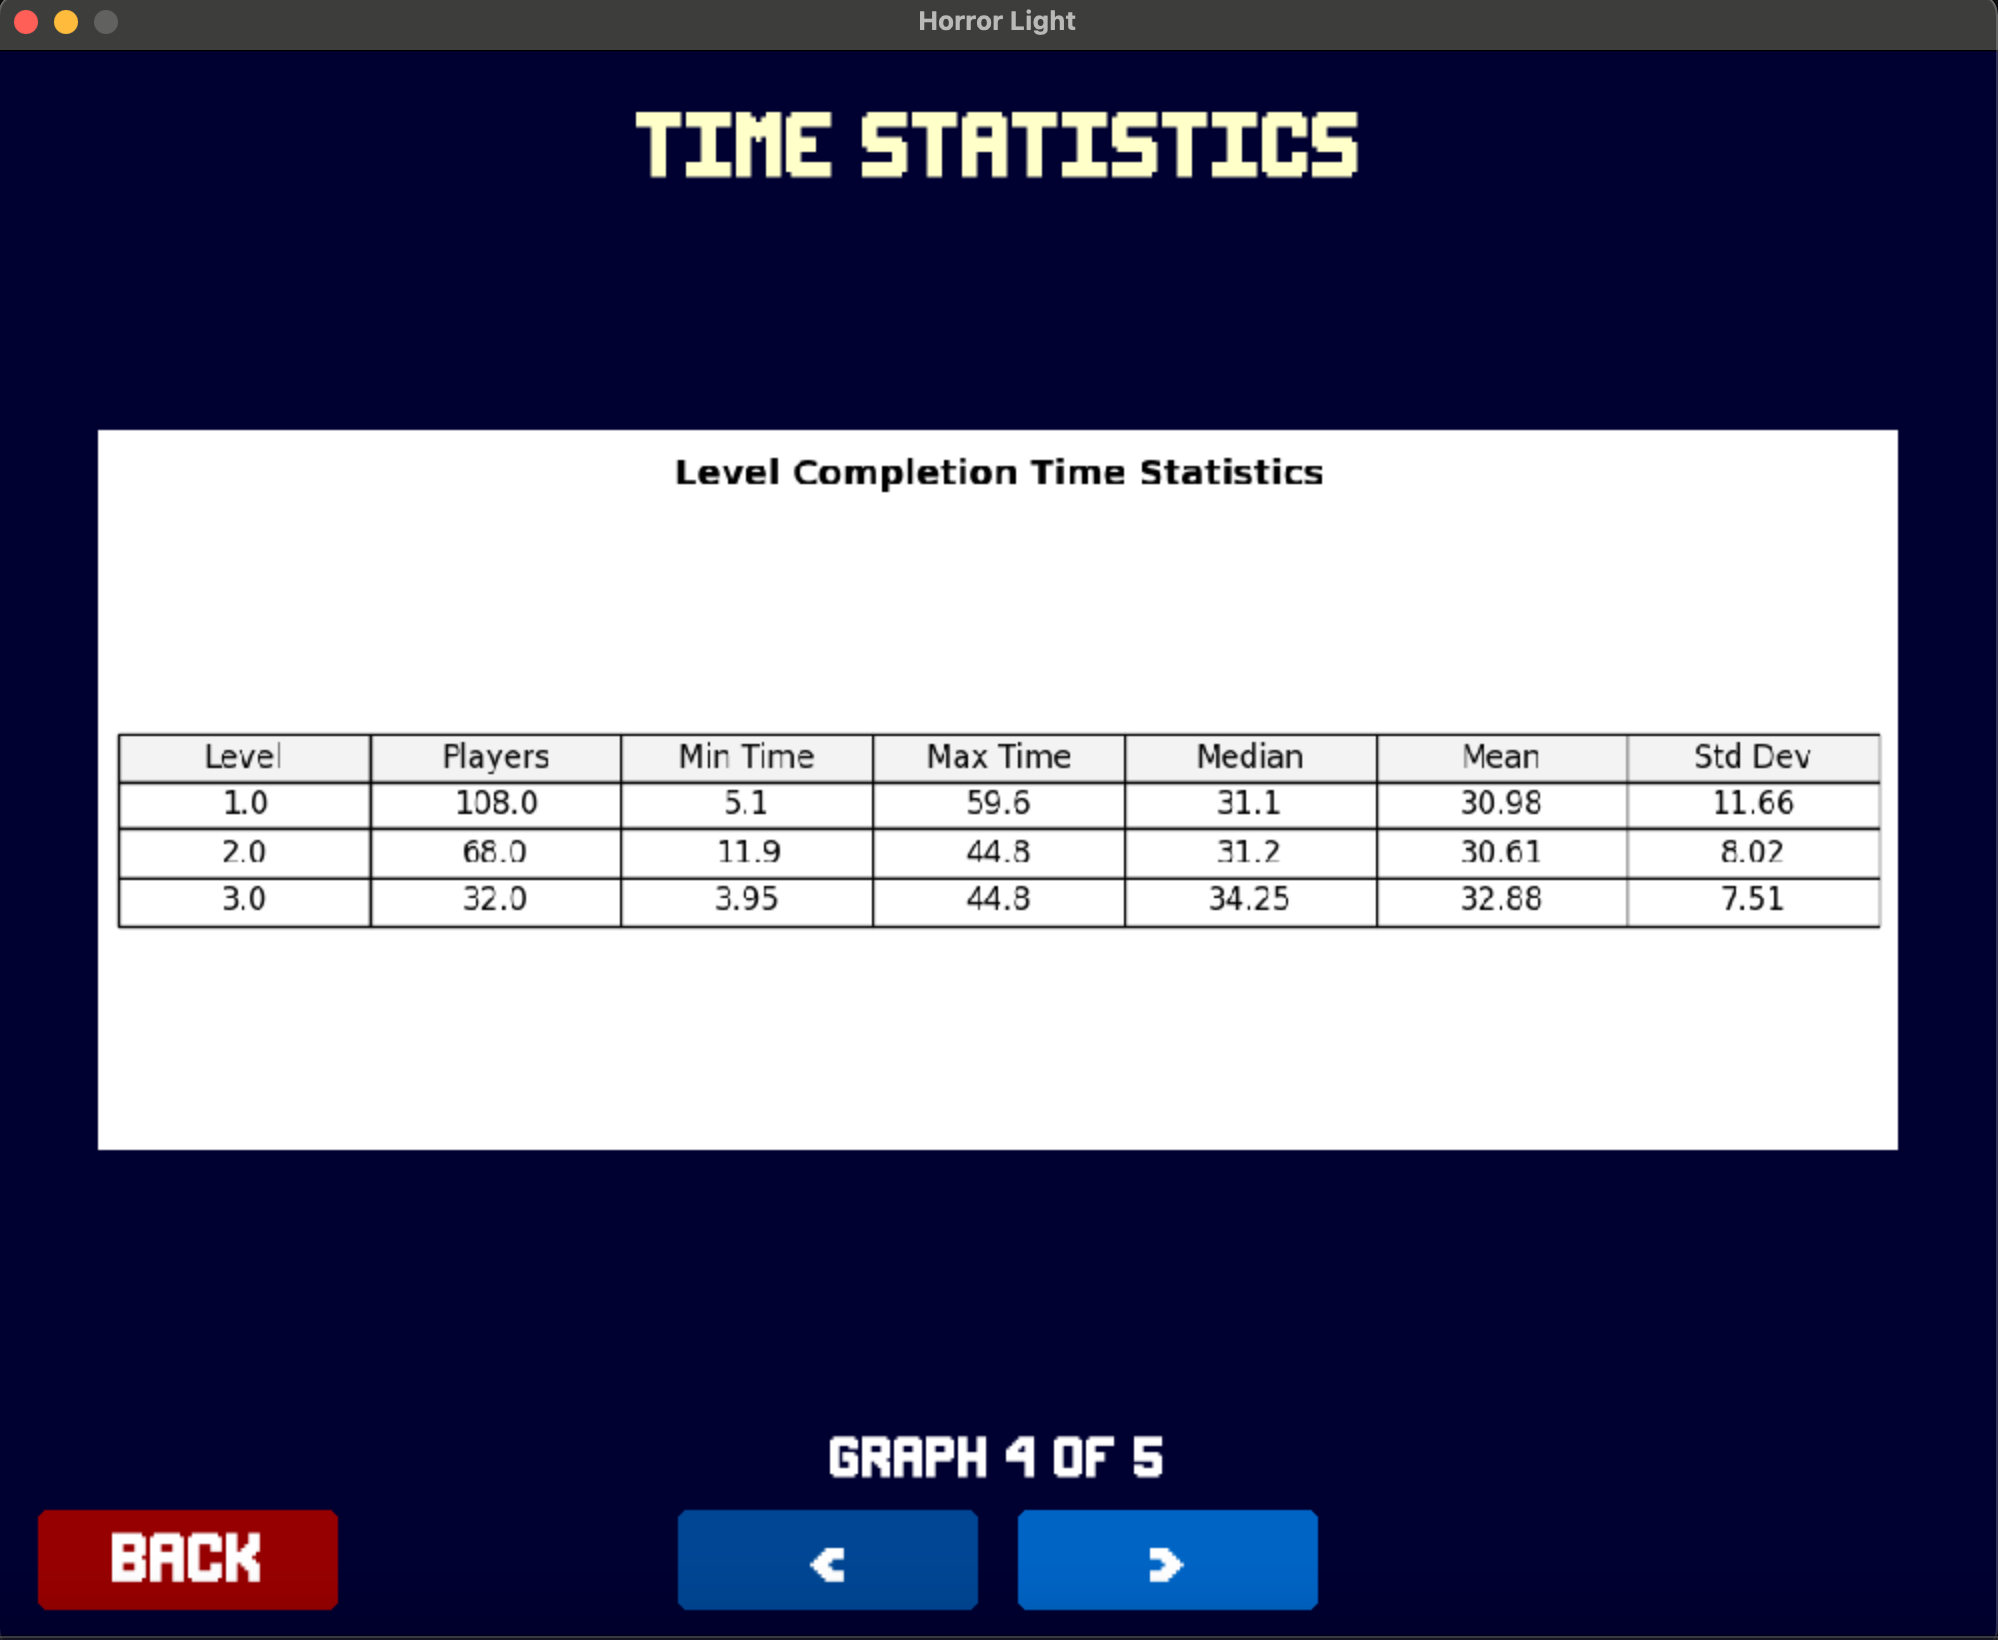 Horror Light
TIME STATISTICS
Level Completion Time Statistics
Level Players Min Time Max Time Median Mean Std Dev
1.0 108.0 5.1 59.6 31.1 30.98 11.66
2.0 68.0 11.9 44.8 31.2 30.61 8.02
3.0 32.0 3.95 44.8 34.25 32.88 7.51
GRAPH 4 OF 5
BACK < >